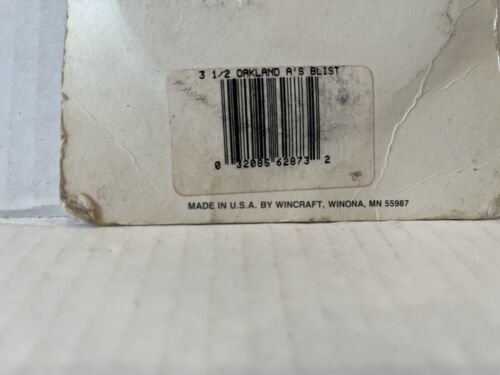 3 1/2 OAKLAND A'S BLIST
0 32085 62873 2
MADE IN U.S.A. BY WINCRAFT, WINONA, MN 55987